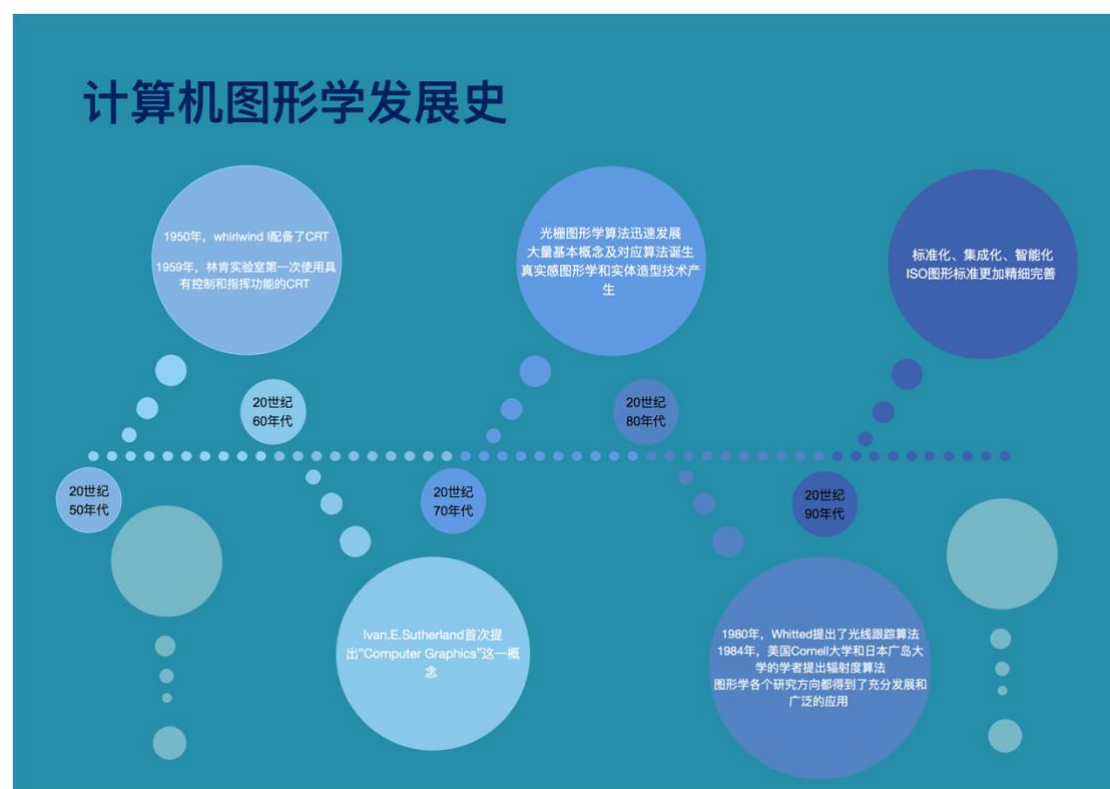 计算机图形学发展史
1950年，whirlwind I配备了CRT
1959年，林肯实验室第一次使用具
有控制和指挥功能的CRT
光栅图形学算法迅速发展
大量基本概念及对应算法诞生
真实感图形学和实体造型技术产
生
标准化、集成化、智能化
ISO图形标准更加精细完善
20世纪
60年代
20世纪
80年代
20世纪
50年代
20世纪
70年代
20世纪
90年代
Ivan.E.Sutherland首次提
出“Computer Graphics”这一概
念
1980年，Whitted提出了光线跟踪算法
1984年，美国Cornell大学和日本广岛大
学的学者提出辐射度算法
图形学各个研究方向都得到了充分发展和
广泛的应用